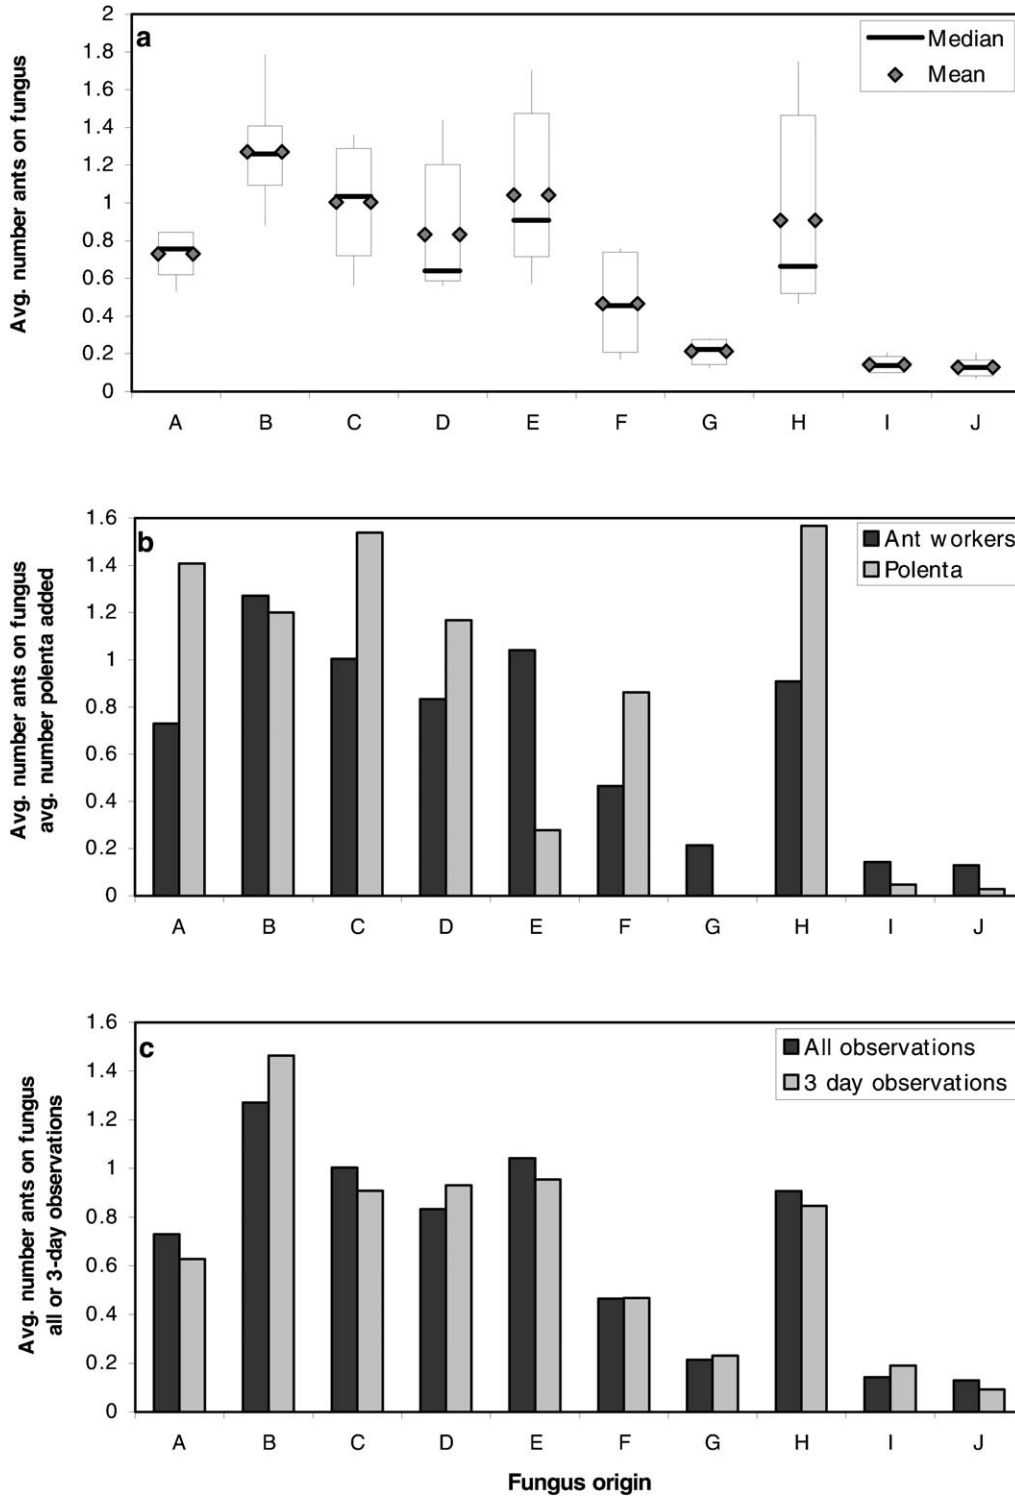 a
Median
Mean
Avg. number ants on fungus
2
1.8
1.6
1.4
1.2
1
0.8
0.6
0.4
0.2
0
A B C D E F G H I J
b
Ant workers
Polenta
Avg. number ants on fungus
avg. number polenta added
1.6
1.4
1.2
1
0.8
0.6
0.4
0.2
0
A B C D E F G H I J
c
All observations
3 day observations
Avg. number ants on fungus
all or 3-day observations
1.6
1.4
1.2
1
0.8
0.6
0.4
0.2
0
A B C D E F G H I J
Fungus origin